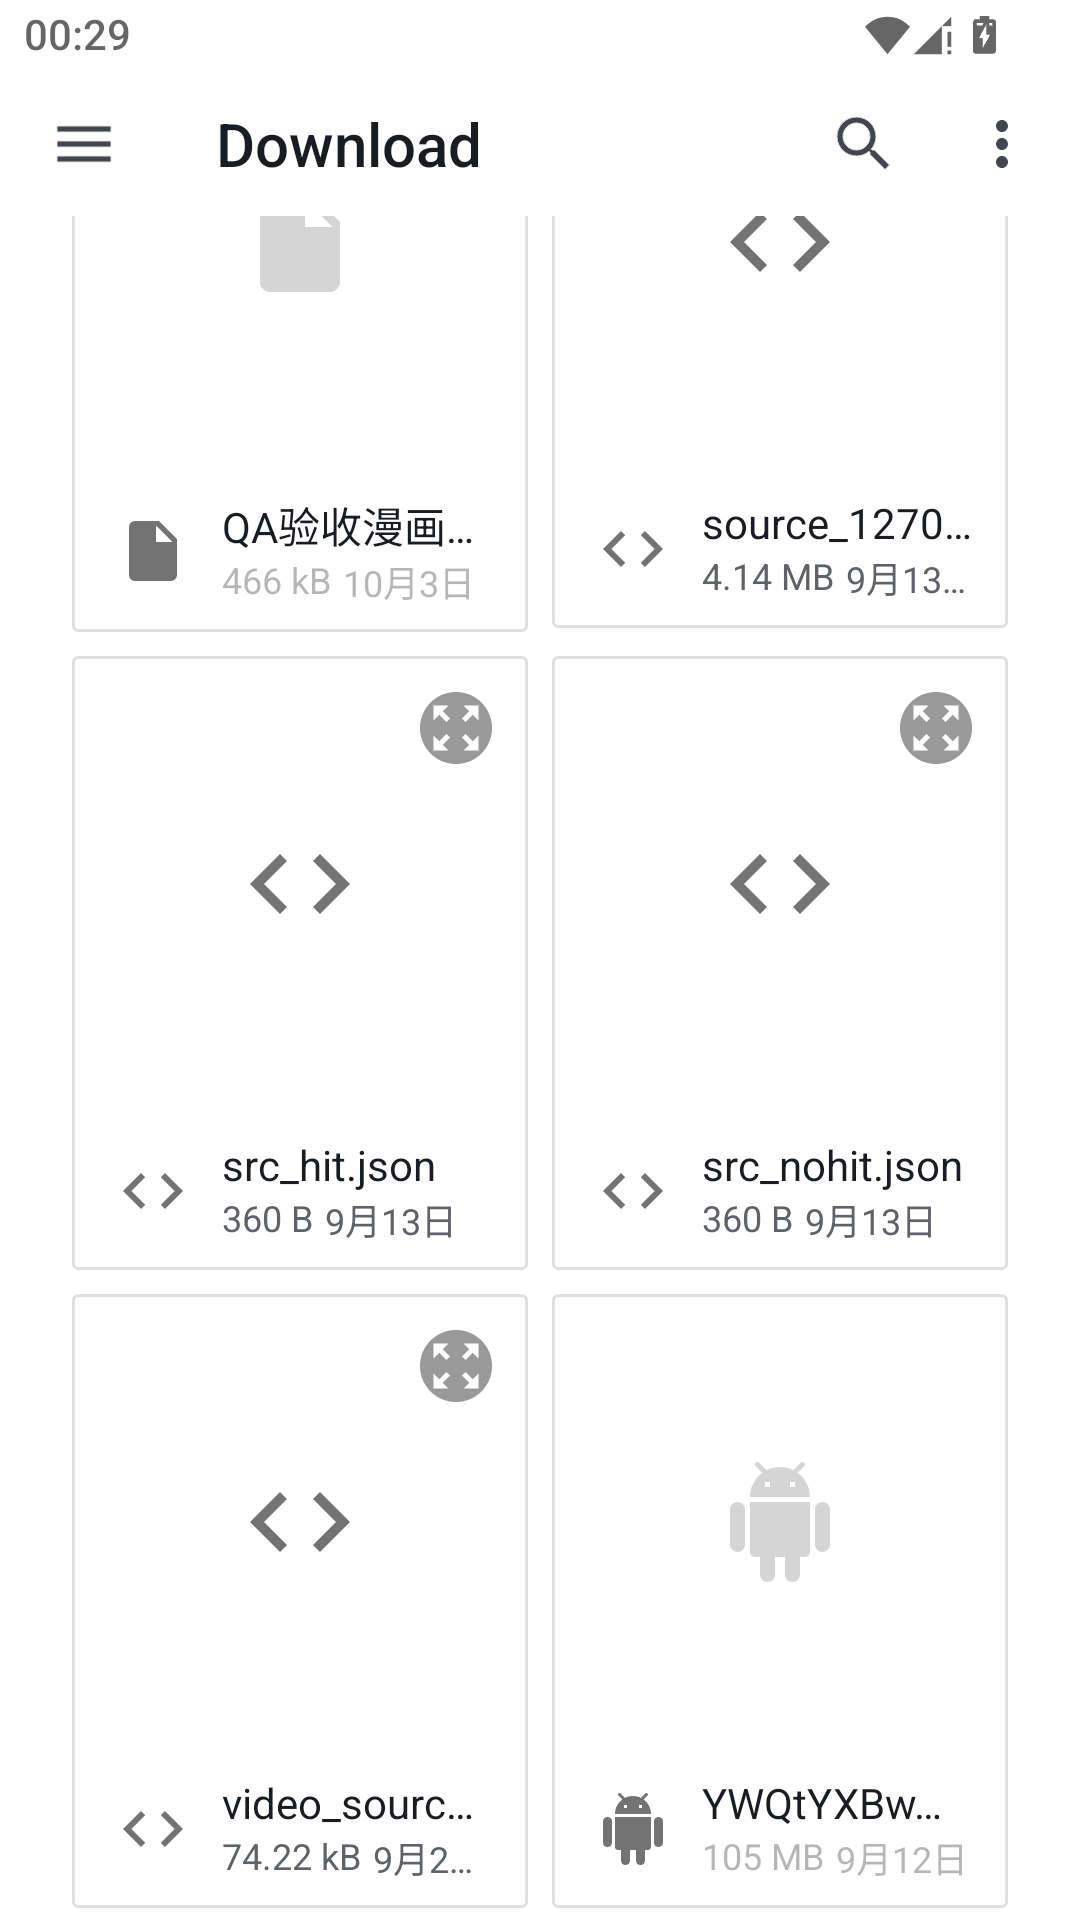 00:29
Download
QA验收漫画...
466 kB 10月3日
source_1270...
4.14 MB 9月13...
src_hit.json
360 B 9月13日
src_nohit.json
360 B 9月13日
video_sourc...
74.22 kB 9月2...
YWQtYXBw...
105 MB 9月12日